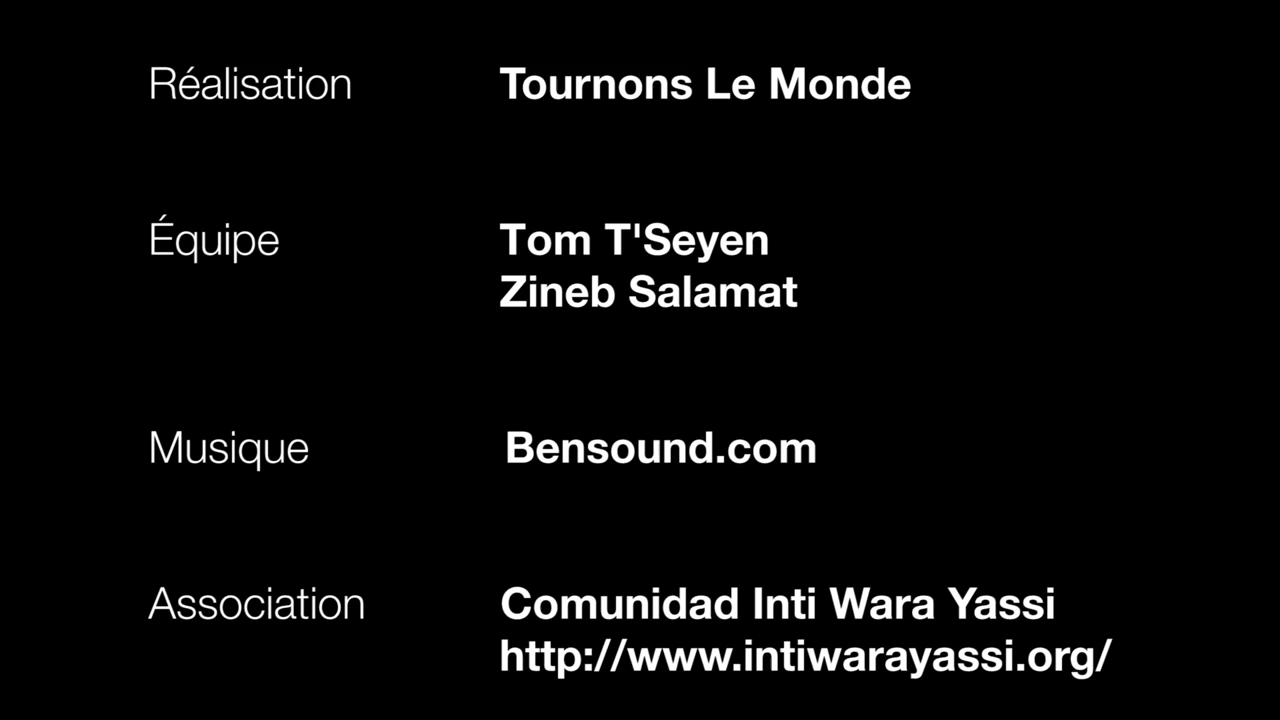 Réalisation Tournons Le Monde
Équipe Tom T'Seyen
Zineb Salamat
Musique Bensound.com
Association Comunidad Inti Wara Yassi
http://www.intiwarayassi.org/